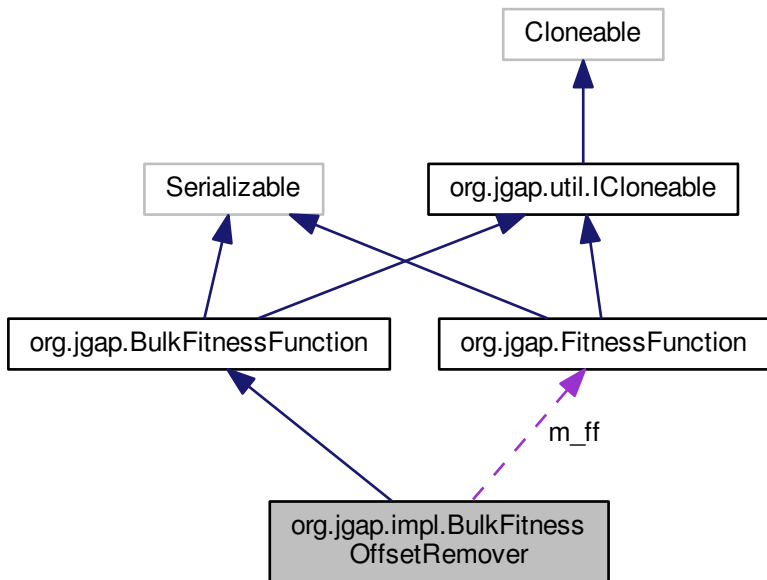 Cloneable
Serializable
org.jgap.util.ICloneable
org.jgap.BulkFitnessFunction
org.jgap.FitnessFunction
m_ff
org.jgap.impl.BulkFitness
OffsetRemover